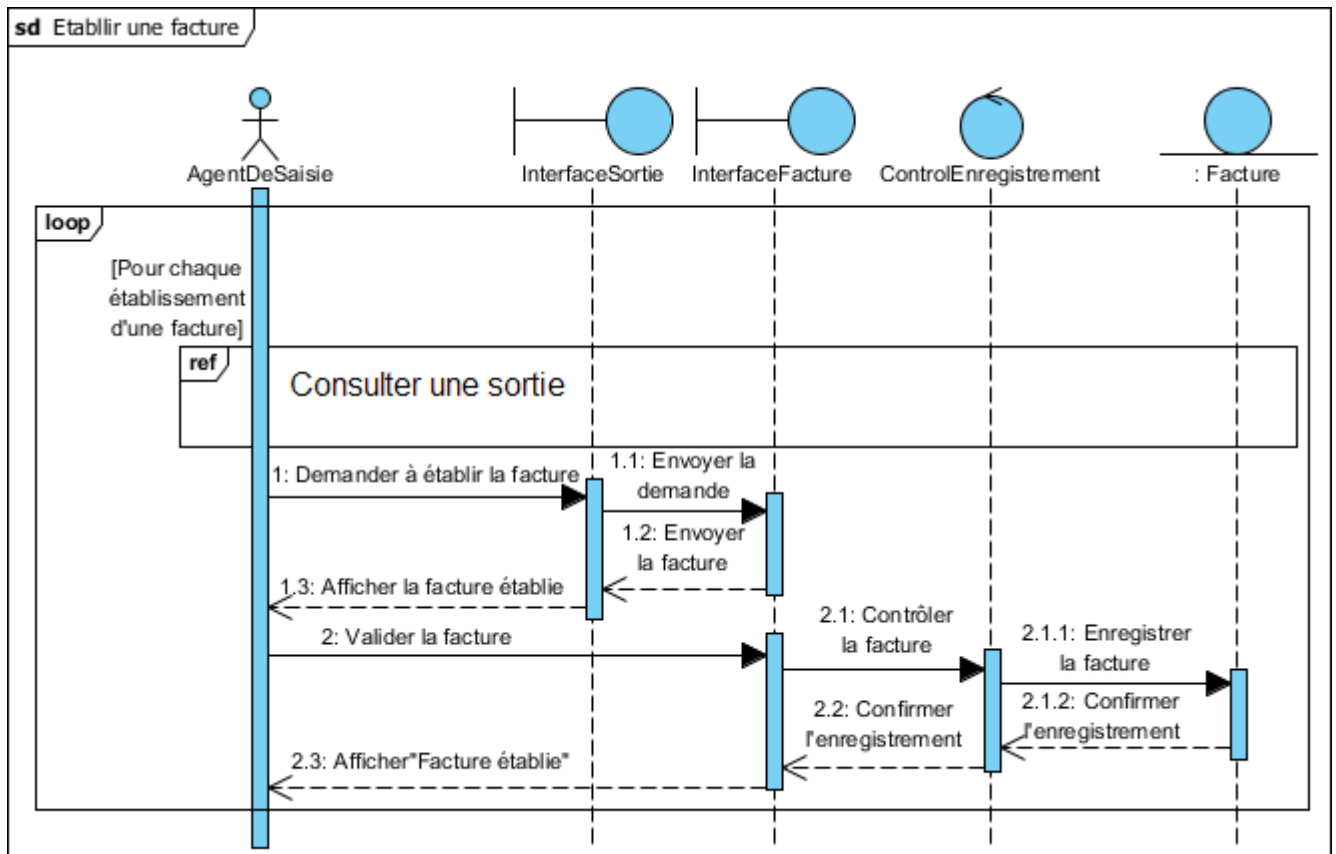 sd Etabllir une facture
AgentDeSaisie
InterfaceSortie
InterfaceFacture
ControlEnregistrement
: Facture
loop
[Pour chaque
établissement
d'une facture]
ref
Consulter une sortie
1: Demander à établir la facture
1.1: Envoyer la
demande
1.2: Envoyer
la facture
1.3: Afficher la facture établie
2: Valider la facture
2.1: Contrôler
la facture
2.1.1: Enregistrer
la facture
2.1.2: Confirmer
l'enregistrement
2.2: Confirmer
l'enregistrement
2.3: Afficher"Facture établie"